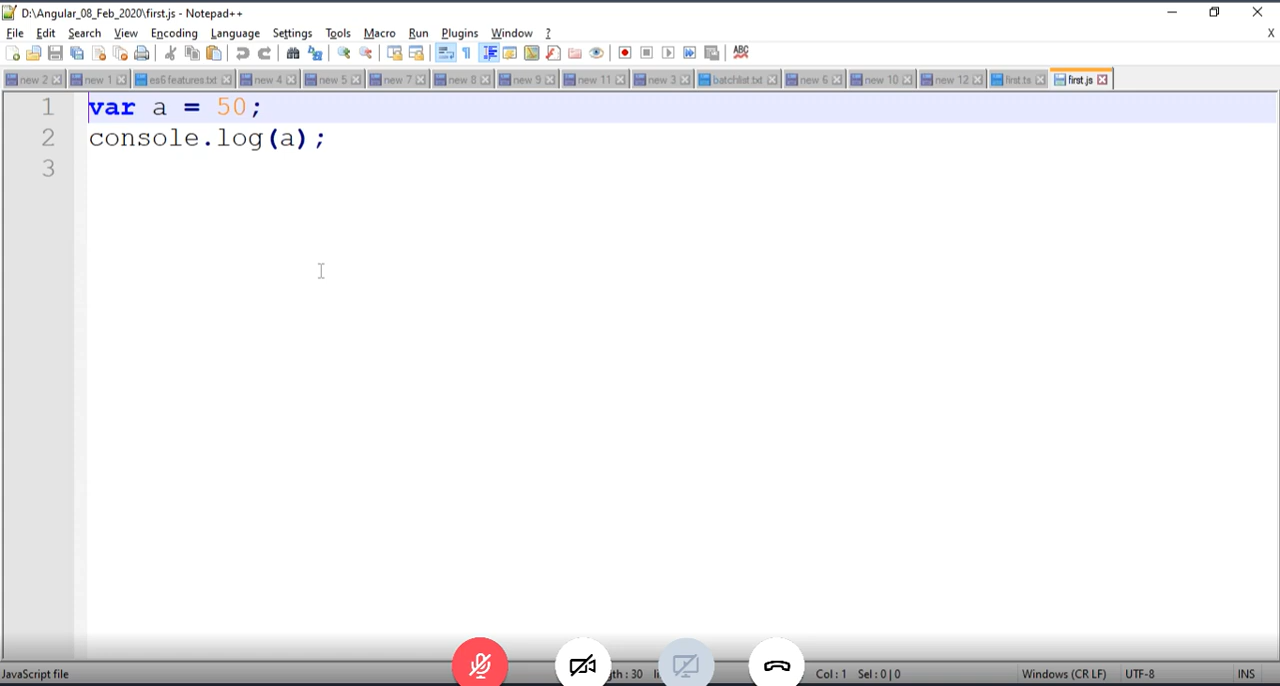 D:\Angular_08_Feb_2020\first.js - Notepad++
File Edit Search View Encoding Language Settings Tools Macro Run Plugins Window ? X
new 2 new 1 es6 features.txt new 4 new 5 new 7 new 8 new 9 new 11 new 3 batchlist.txt new 6 new 10 new 12 first.ts first.js
1 var a = 50;
2 console.log(a);
3
JavaScript file Col : 1 Sel : 0 | 0 Windows (CR LF) UTF-8 INS